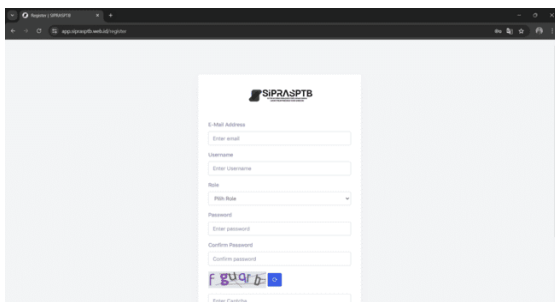 Register | SIPRASPTB
app.siprasptb.web.id/register
SiPRASPTB
E-Mail Address
Enter email
Username
Enter Username
Role
Pilih Role
Password
Enter password
Confirm Password
Confirm password
Enter Captcha